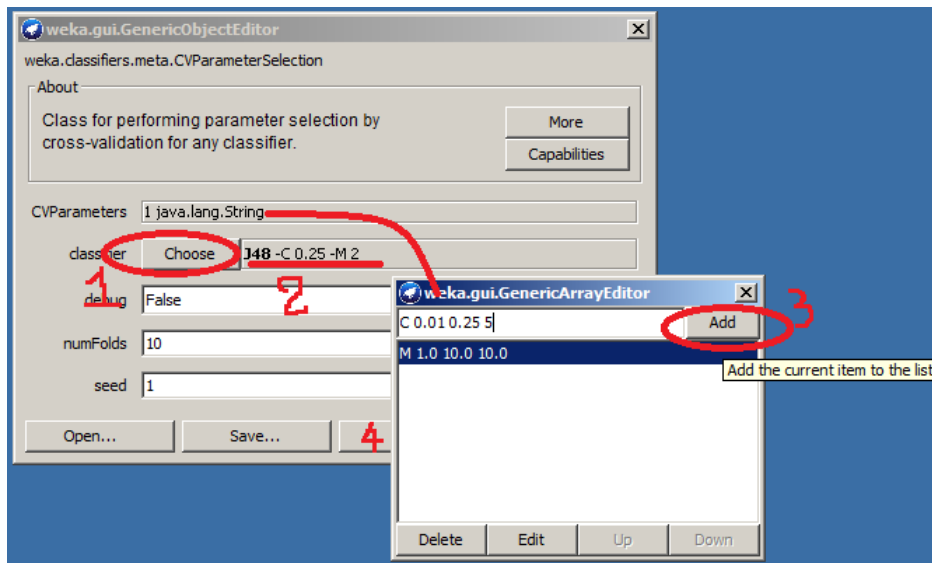 weka.gui.GenericObjectEditor
weka.classifiers.meta.CVParameterSelection
About
Class for performing parameter selection by
cross-validation for any classifier.
More
Capabilities
CVParameters 1 java.lang.String
classifier Choose J48 -C 0.25 -M 2
1
2
debug False
numFolds 10
seed 1
Open... Save...
4
weka.gui.GenericArrayEditor
3
C 0.01 0.25 5 Add
M 1.0 10.0 10.0
Add the current item to the list
Delete Edit Up Down